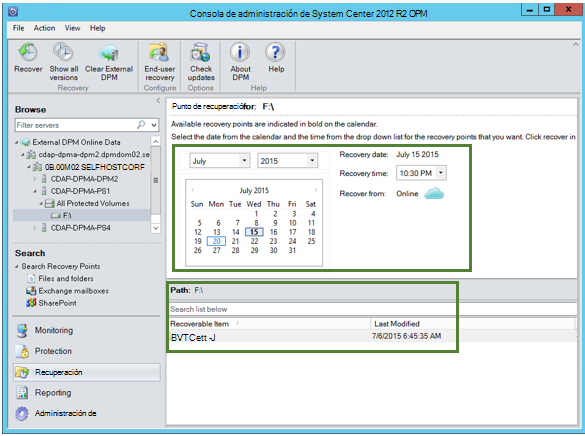 Consola de administración de System Center 2012 R2 OPM
File Action View Help
Recover
Show all versions
Clear External DPM
Recovery
End-user recovery
Configure
Check updates
Options
About DPM
Help
Help
Browse
Filter servers
External DPM Online Data
cdap-dpma-dpm2.dpmdom02.se
0B.00M02 SELFHOSTCORF
CDAP-DPMA-DPM2
CDAP-DPMA-PS1
All Protected Volumes
F:\
CDAP-DPMA-PS4
Search
Search Recovery Points
Files and folders
Exchange mailboxes
SharePoint
Monitoring
Protection
Recuperación
Reporting
Administración de
Punto de recuperaciónfor: F:\
Available recovery points are indicated in bold on the calendar.
Select the date from the calendar and the time from the drop down list for the recovery points that you want. Click recover in
July 2015
Recovery date: July 15 2015
Recovery time: 10:30 PM
Recover from: Online
July 2015
Sun Mon Tue Wed Thu Fri Sat
1 2 3 4
5 6 7 8 9 10 11
12 13 14 15 16 17 18
19 20 21 22 23 24 25
26 27 28 29 30 31
Path: F:\
Search list below
Recoverable Item / Last Modified
BVTCett -J 7/6/2015 6:45:35 AM